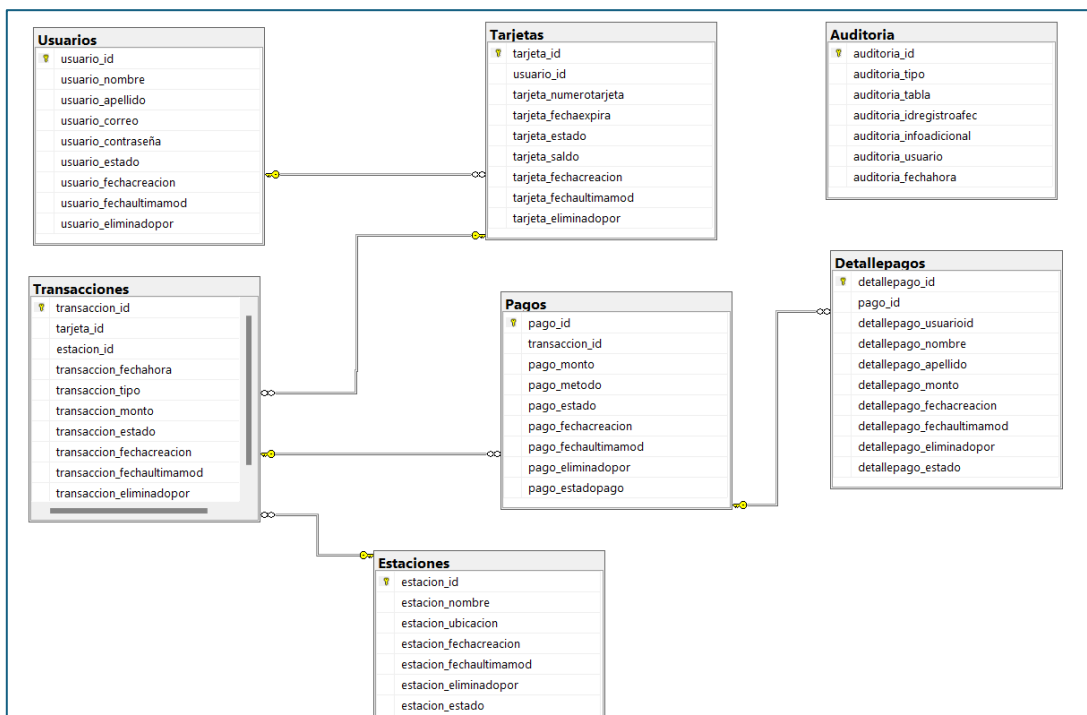 Usuarios
usuario_id
usuario_nombre
usuario_apellido
usuario_correo
usuario_contraseña
usuario_estado
usuario_fechacreacion
usuario_fechaultimamod
usuario_eliminadopor
Tarjetas
tarjeta_id
usuario_id
tarjeta_numerotarjeta
tarjeta_fechaexpira
tarjeta_estado
tarjeta_saldo
tarjeta_fechacreacion
tarjeta_fechaultimamod
tarjeta_eliminadopor
Auditoria
auditoria_id
auditoria_tipo
auditoria_tabla
auditoria_idregistroafec
auditoria_infoadicional
auditoria_usuario
auditoria_fechahora
Transacciones
transaccion_id
tarjeta_id
estacion_id
transaccion_fechahora
transaccion_tipo
transaccion_monto
transaccion_estado
transaccion_fechacreacion
transaccion_fechaultimamod
transaccion_eliminadopor
Pagos
pago_id
transaccion_id
pago_monto
pago_metodo
pago_estado
pago_fechacreacion
pago_fechaultimamod
pago_eliminadopor
pago_estadopago
Detallepagos
detallepago_id
pago_id
detallepago_usuarioid
detallepago_nombre
detallepago_apellido
detallepago_monto
detallepago_fechacreacion
detallepago_fechaultimamod
detallepago_eliminadopor
detallepago_estado
Estaciones
estacion_id
estacion_nombre
estacion_ubicacion
estacion_fechacreacion
estacion_fechaultimamod
estacion_eliminadopor
estacion_estado